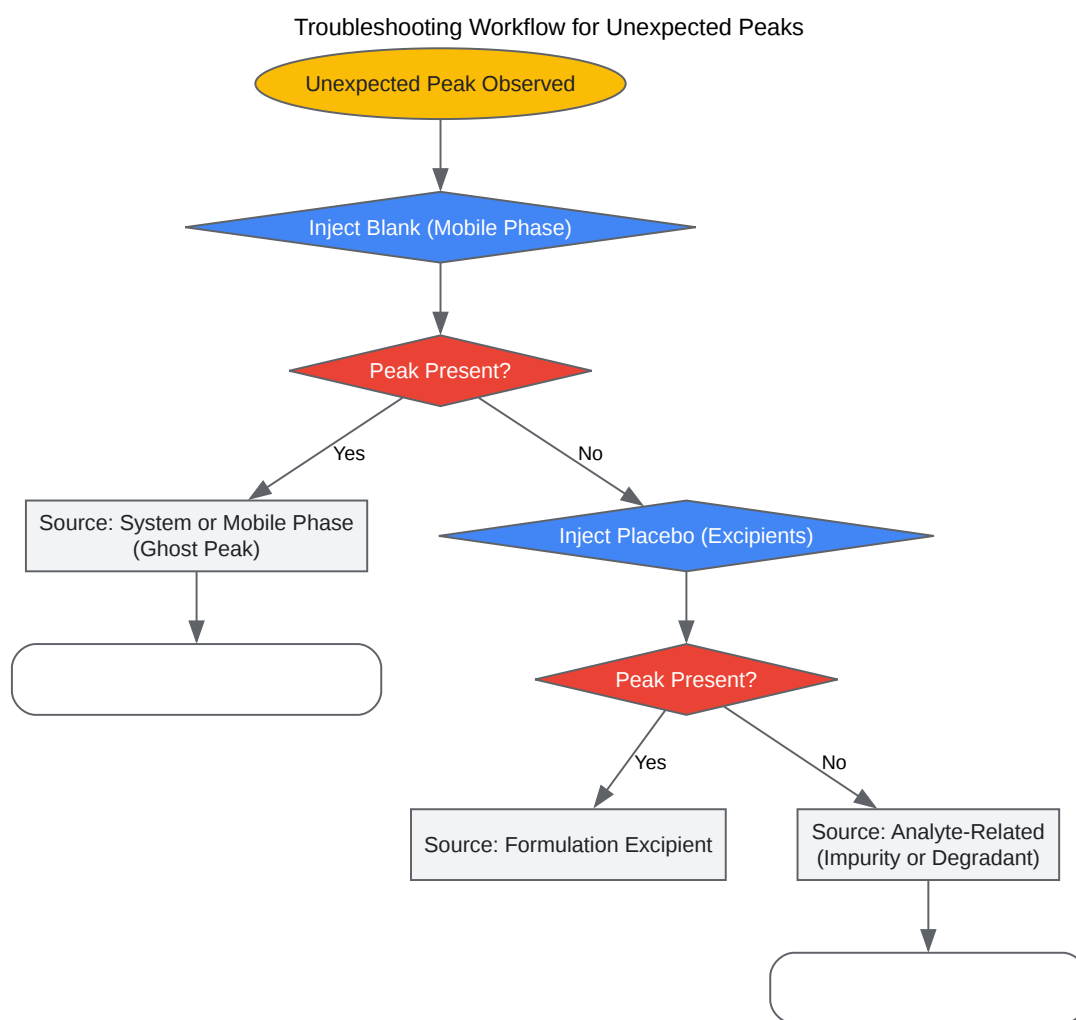 Troubleshooting Workflow for Unexpected Peaks
Unexpected Peak Observed
Inject Blank (Mobile Phase)
Peak Present?
Yes
No
Source: System or Mobile Phase
(Ghost Peak)
Inject Placebo (Excipients)
Peak Present?
Yes
No
Source: Formulation Excipient
Source: Analyte-Related
(Impurity or Degradant)